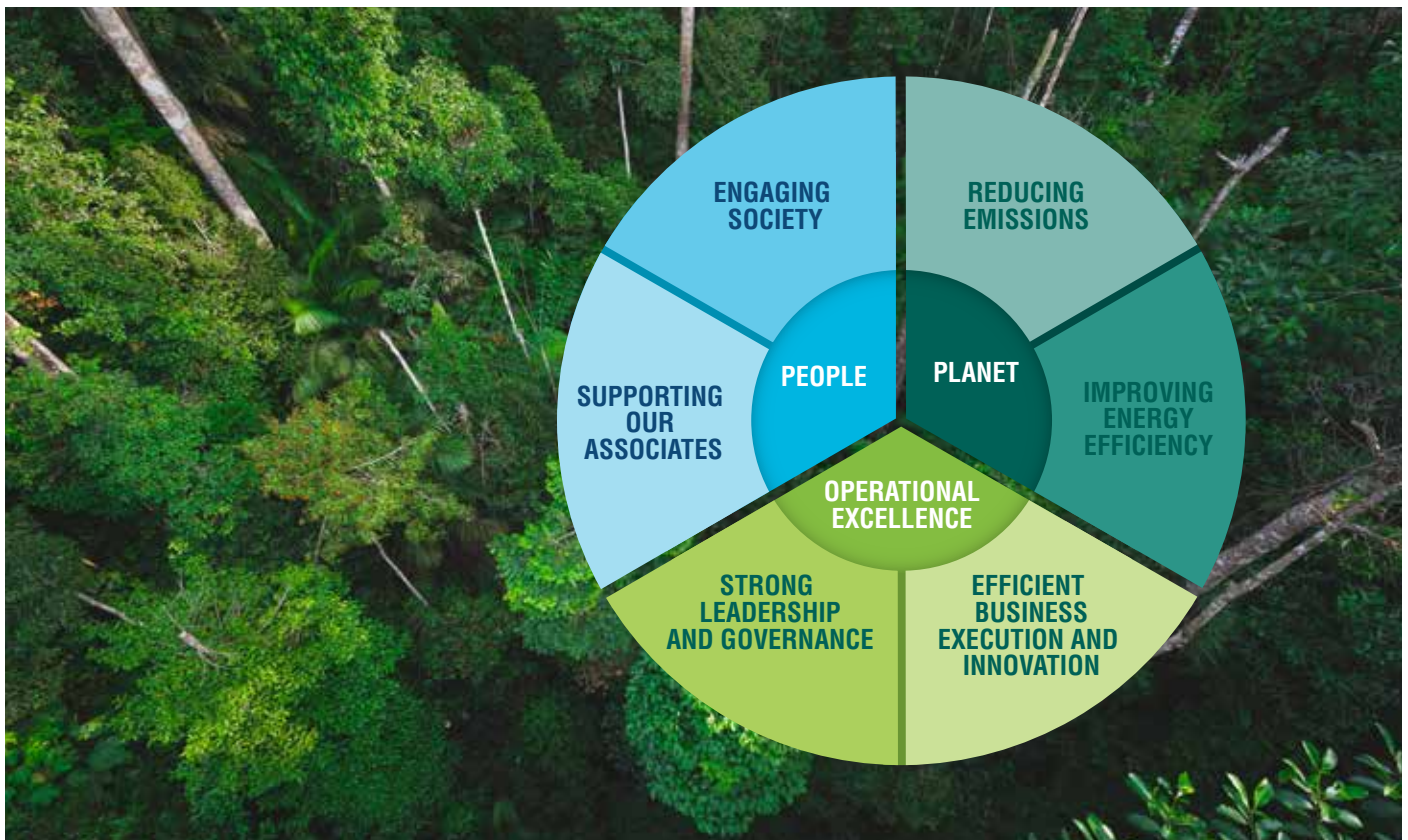 ENGAGING
SOCIETY
REDUCING
EMISSIONS
PEOPLE
PLANET
SUPPORTING
OUR
ASSOCIATES
IMPROVING
ENERGY
EFFICIENCY
OPERATIONAL
EXCELLENCE
STRONG
LEADERSHIP
AND GOVERNANCE
EFFICIENT
BUSINESS
EXECUTION AND
INNOVATION